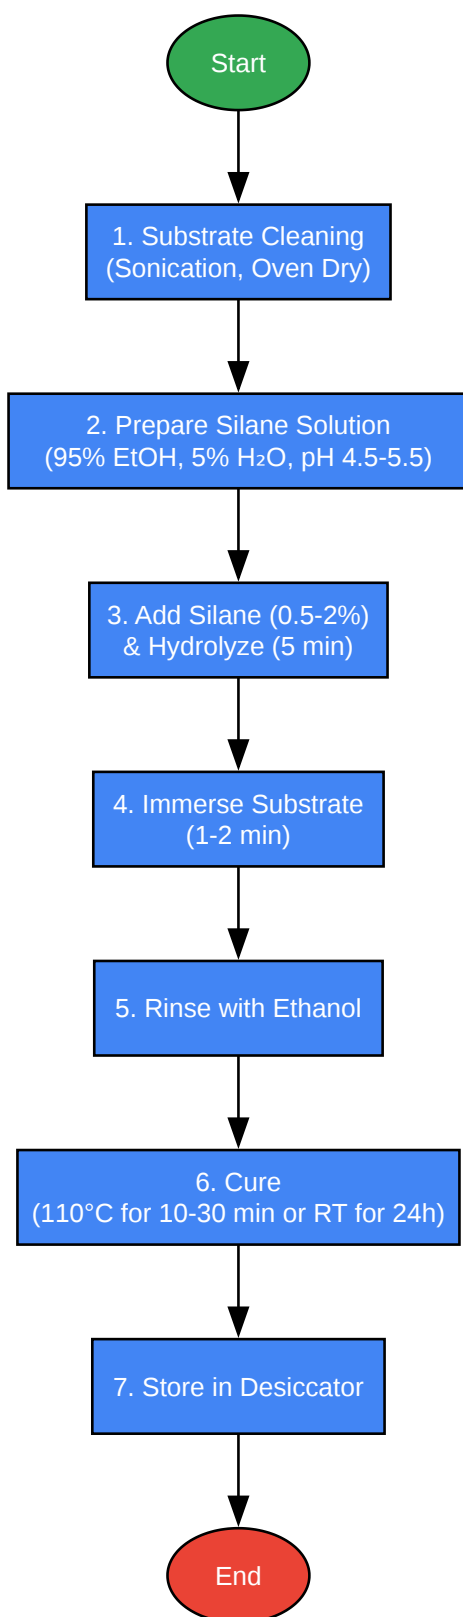 Start
1. Substrate Cleaning
(Sonication, Oven Dry)
2. Prepare Silane Solution
(95% EtOH, 5% H₂O, pH 4.5-5.5)
3. Add Silane (0.5-2%)
& Hydrolyze (5 min)
4. Immerse Substrate
(1-2 min)
5. Rinse with Ethanol
6. Cure
(110°C for 10-30 min or RT for 24h)
7. Store in Desiccator
End